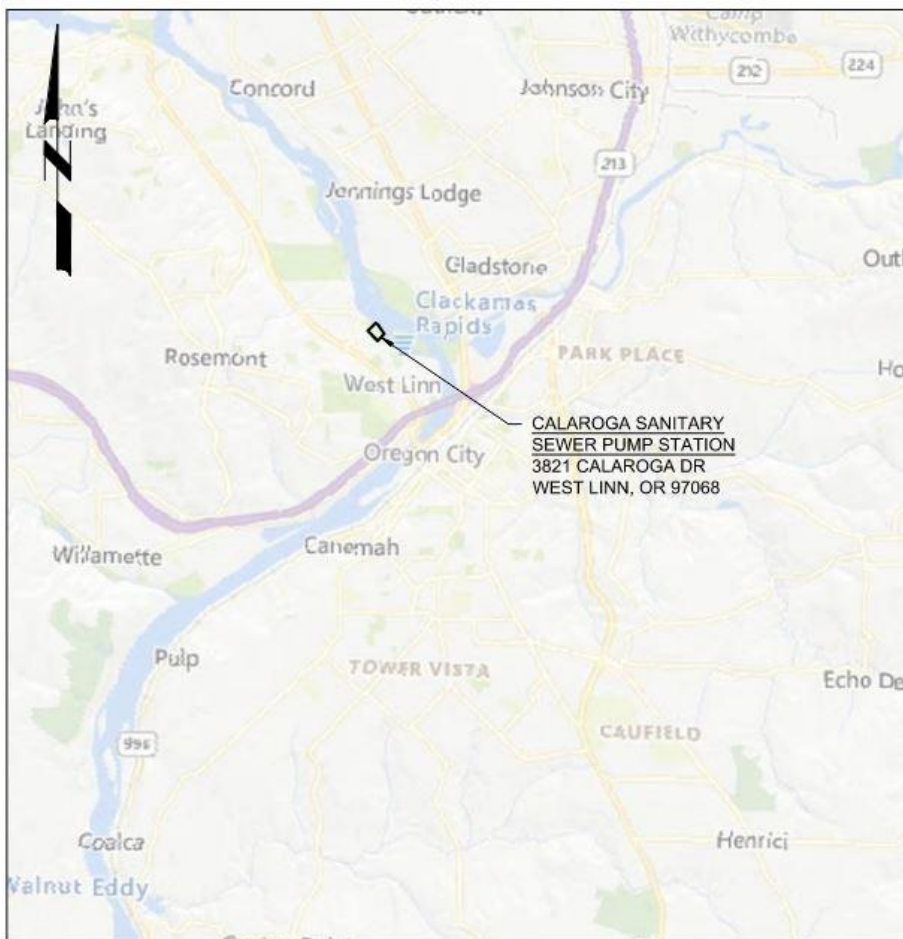 Camp
Withycombe
212
224
Concord
Johnson City
John's
Landing
213
Jennings Lodge
Gladstone
Clackamas
Rapids
Rosemont
PARK PLACE
West Linn
CALAROGA SANITARY
SEWER PUMP STATION
3821 CALAROGA DR
WEST LINN, OR 97068
Oregon City
Canemah
Willamette
Pulp
TOWER VISTA
Echo De
CAUFIELD
Coalca
Henrici
Walnut Eddy